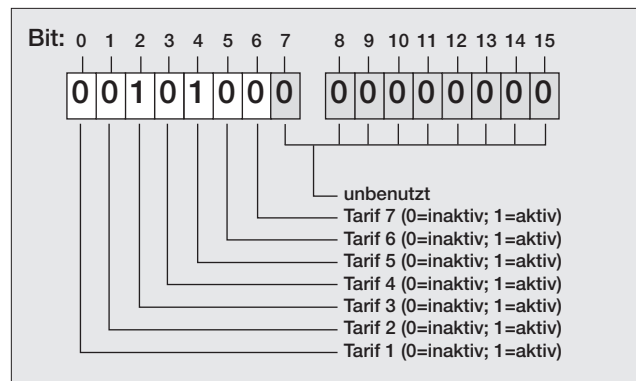 Bit: 0 1 2 3 4 5 6 7 8 9 10 11 12 13 14 15
0 0 1 0 1 0 0 0 0 0 0 0 0 0 0 0
unbenutzt
Tarif 7 (0=inaktiv; 1=aktiv)
Tarif 6 (0=inaktiv; 1=aktiv)
Tarif 5 (0=inaktiv; 1=aktiv)
Tarif 4 (0=inaktiv; 1=aktiv)
Tarif 3 (0=inaktiv; 1=aktiv)
Tarif 2 (0=inaktiv; 1=aktiv)
Tarif 1 (0=inaktiv; 1=aktiv)